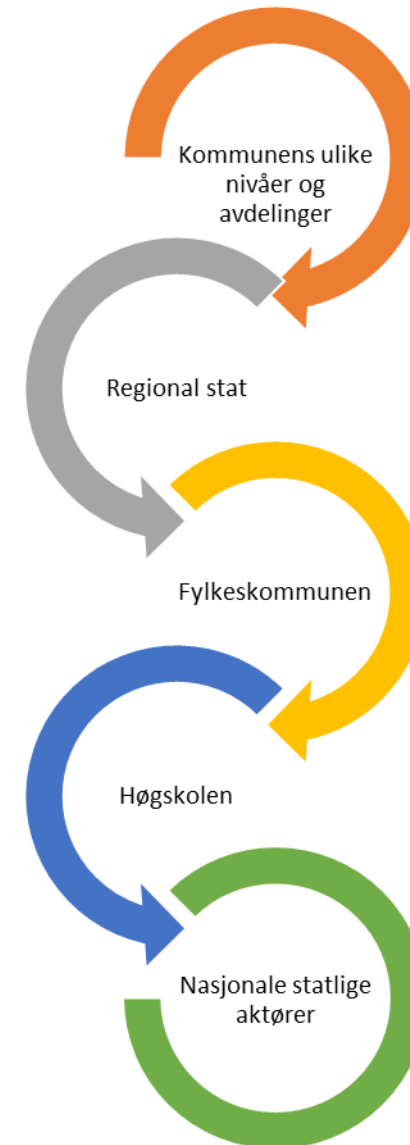 Kommunens ulike
nivåer og
avdelinger
Regional stat
Fylkeskommunen
Høgskolen
Nasjonale statlige
aktører